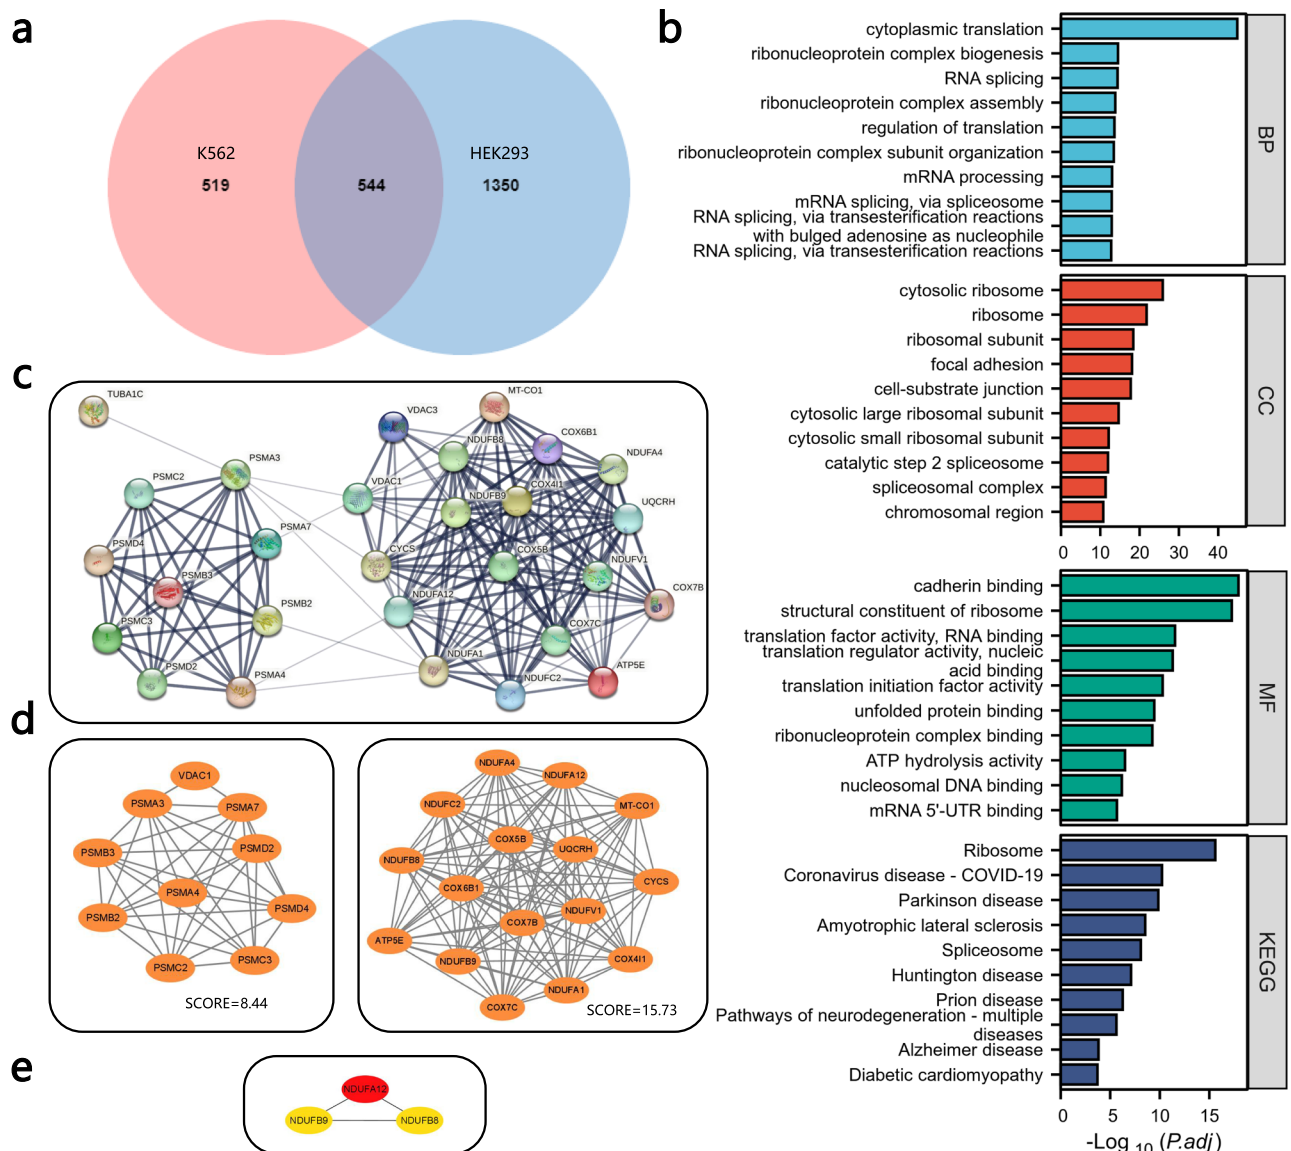 a
K562
519
544
HEK293
1350
b
cytoplasmic translation
ribonucleoprotein complex biogenesis
RNA splicing
ribonucleoprotein complex assembly
regulation of translation
ribonucleoprotein complex subunit organization
mRNA processing
mRNA splicing, via spliceosome
RNA splicing, via transesterification reactions
with bulged adenosine as nucleophile
RNA splicing, via transesterification reactions
BP
cytosolic ribosome
ribosome
ribosomal subunit
focal adhesion
cell-substrate junction
cytosolic large ribosomal subunit
cytosolic small ribosomal subunit
catalytic step 2 spliceosome
spliceosomal complex
chromosomal region
CC
0 10 20 30 40
cadherin binding
structural constituent of ribosome
translation factor activity, RNA binding
translation regulator activity, nucleic
acid binding
translation initiation factor activity
unfolded protein binding
ribonucleoprotein complex binding
ATP hydrolysis activity
nucleosomal DNA binding
mRNA 5'-UTR binding
MF
Ribosome
Coronavirus disease - COVID-19
Parkinson disease
Amyotrophic lateral sclerosis
Spliceosome
Huntington disease
Prion disease
Pathways of neurodegeneration - multiple
diseases
Alzheimer disease
Diabetic cardiomyopathy
KEGG
0 5 10 15
-Log 10 (P.adj)
c
TUBA1C
PSMA3
PSMC2
PSMA7
PSMD4
PSMB3
PSMB2
PSMC3
PSMD2
PSMA4
MT-CO1
VDAC3
NDUFB8
COX6B1
NDUFA4
VDAC1
NDUFB9
COX4I1
UQCRH
CYCS
COX5B
NDUFV1
NDUFA12
COX7B
COX7C
NDUFA1
NDUFC2
ATP5E
d
VDAC1
PSMA3
PSMA7
PSMB3
PSMD2
PSMA4
PSMB2
PSMD4
PSMC2
PSMC3
SCORE=8.44
NDUFA4
NDUFA12
NDUFC2
MT-CO1
COX5B
UQCRH
NDUFB8
COX6B1
CYCS
NDUFV1
COX7B
ATP5E
NDUFB9
COX4I1
NDUFA1
COX7C
SCORE=15.73
e
NDUFA12
NDUFB9
NDUFB8